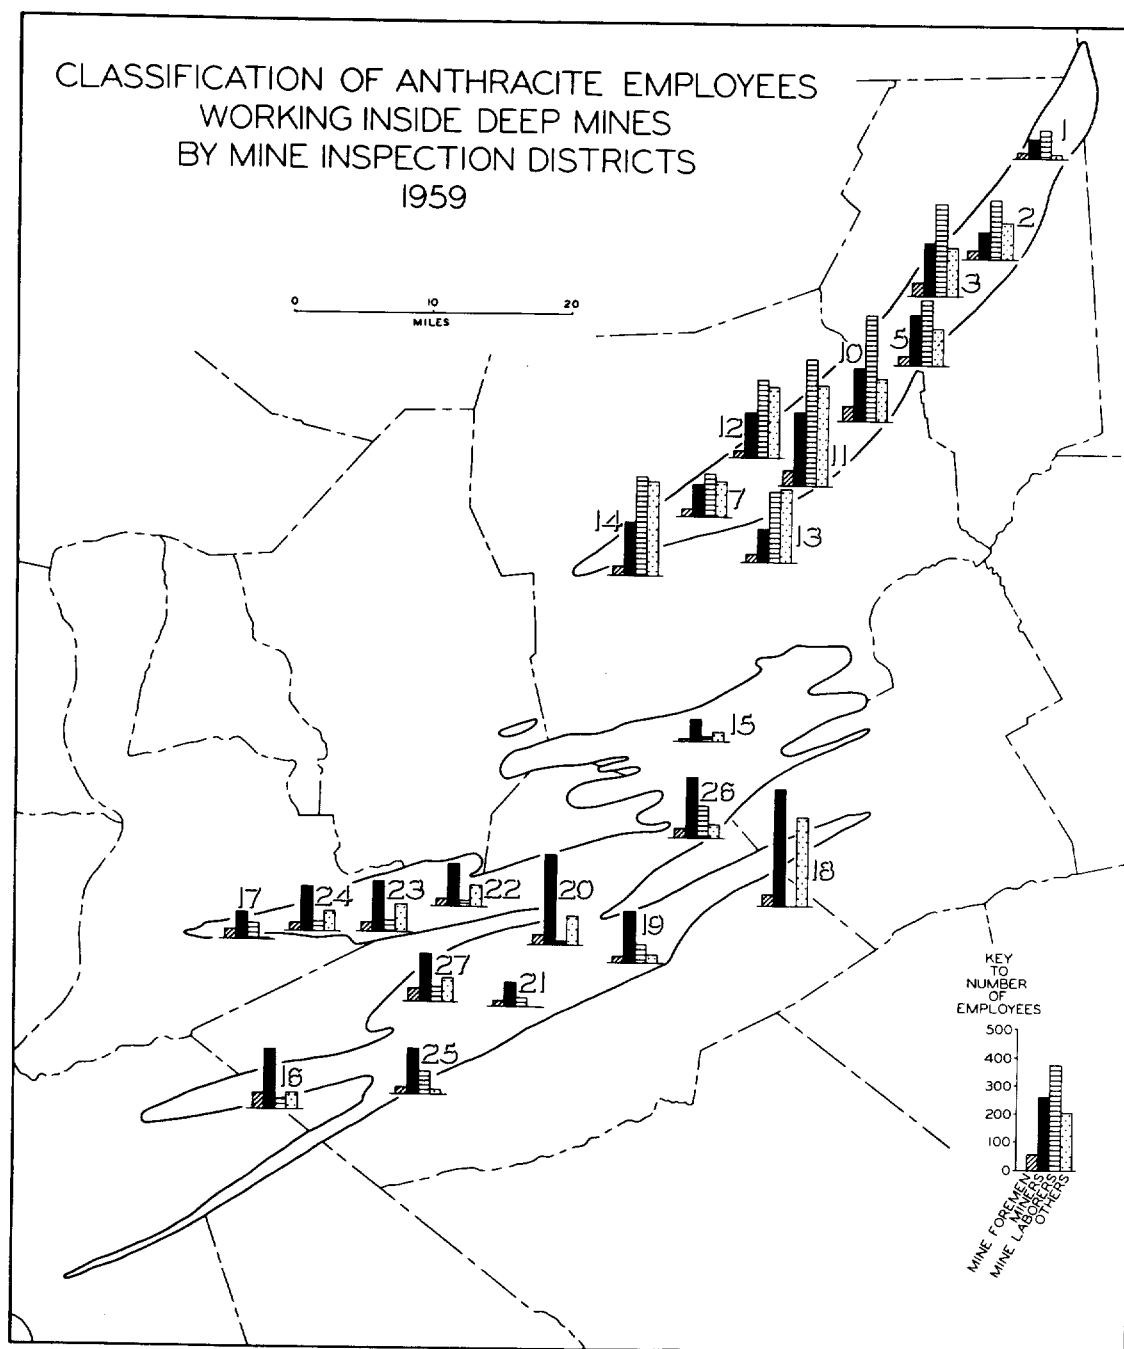 CLASSIFICATION OF ANTHRACITE EMPLOYEES
WORKING INSIDE DEEP MINES
BY MINE INSPECTION DISTRICTS
1959
0 10 20
MILES
1
2
3
5
10
12
11
7
14
13
15
26
18
20
22
23
24
17
19
27
21
25
16
KEY
TO
NUMBER
OF
EMPLOYEES
500
400
300
200
100
0
MINE FOREMEN
MINERS
MINE LABORERS
OTHERS